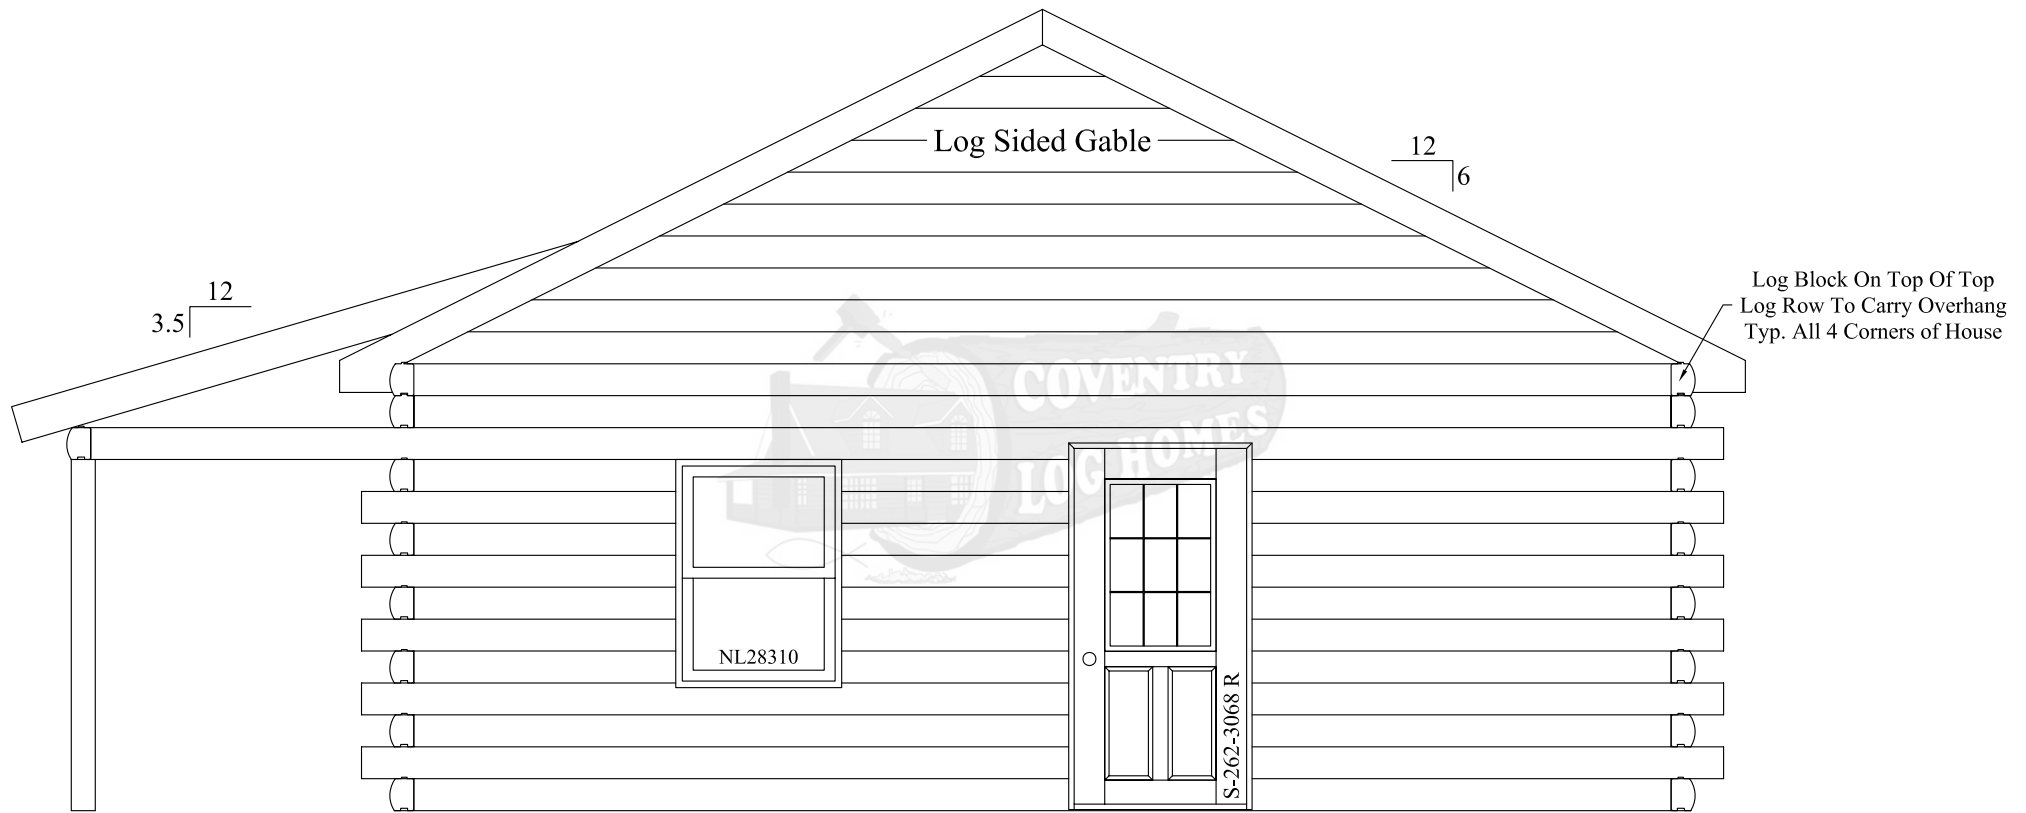 Log Sided Gable
12
6
12
3.5
Log Block On Top Of Top
Log Row To Carry Overhang
Typ. All 4 Corners of House
COVENTRY
LOG HOMES
NL28310
S-262-3068 R